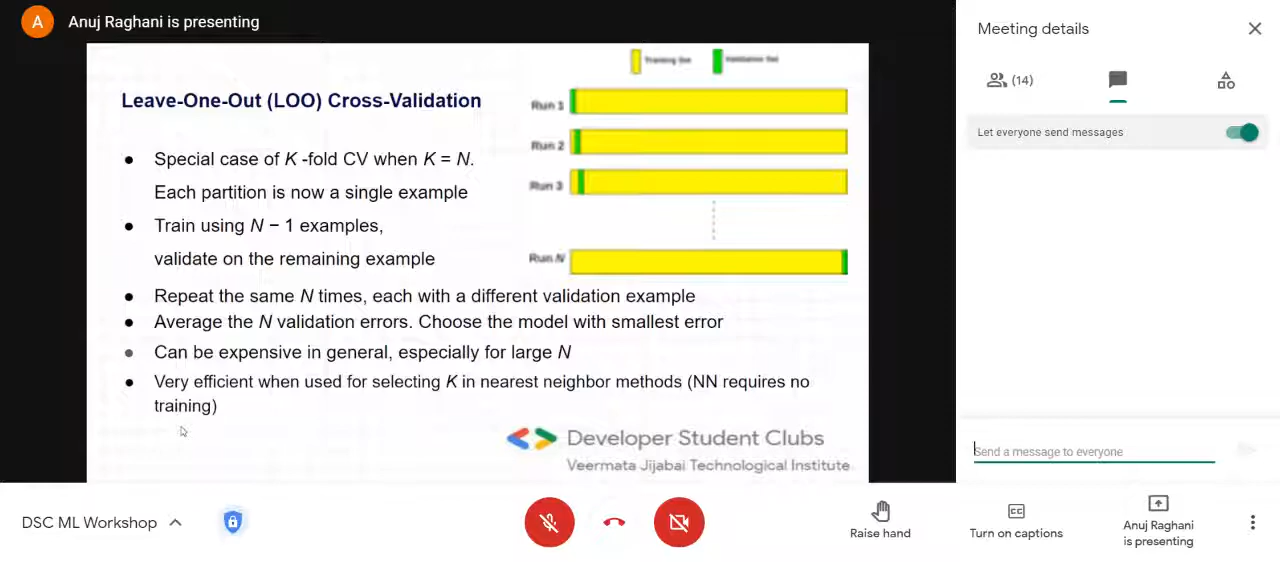 A
Anuj Raghani is presenting
Training Set
Validation Set
Leave-One-Out (LOO) Cross-Validation
Run 1
Run 2
Run 3
Run N
● Special case of K -fold CV when K = N.
Each partition is now a single example
● Train using N − 1 examples,
validate on the remaining example
● Repeat the same N times, each with a different validation example
● Average the N validation errors. Choose the model with smallest error
● Can be expensive in general, especially for large N
● Very efficient when used for selecting K in nearest neighbor methods (NN requires no
training)
Developer Student Clubs
Veermata Jijabai Technological Institute
Meeting details
(14)
Let everyone send messages
Send a message to everyone
DSC ML Workshop
Raise hand
CC
Turn on captions
Anuj Raghani
is presenting